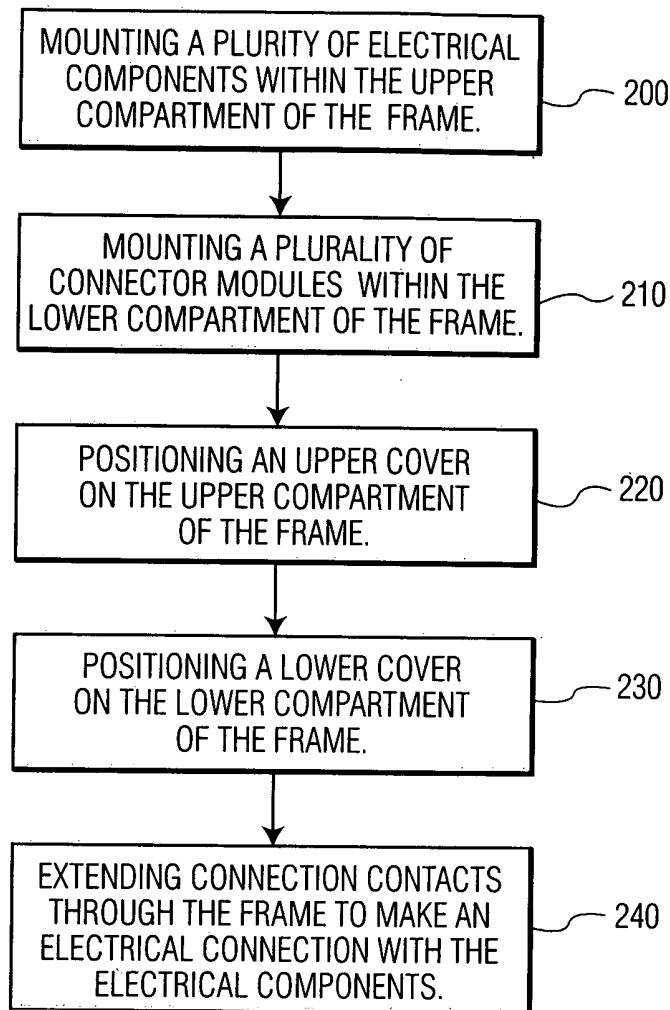 MOUNTING A PLURITY OF ELECTRICAL
COMPONENTS WITHIN THE UPPER
COMPARTMENT OF THE FRAME.
200
MOUNTING A PLURALITY OF
CONNECTOR MODULES WITHIN THE
LOWER COMPARTMENT OF THE FRAME.
210
POSITIONING AN UPPER COVER
ON THE UPPER COMPARTMENT
OF THE FRAME.
220
POSITIONING A LOWER COVER
ON THE LOWER COMPARTMENT
OF THE FRAME.
230
EXTENDING CONNECTION CONTACTS
THROUGH THE FRAME TO MAKE AN
ELECTRICAL CONNECTION WITH THE
ELECTRICAL COMPONENTS.
240